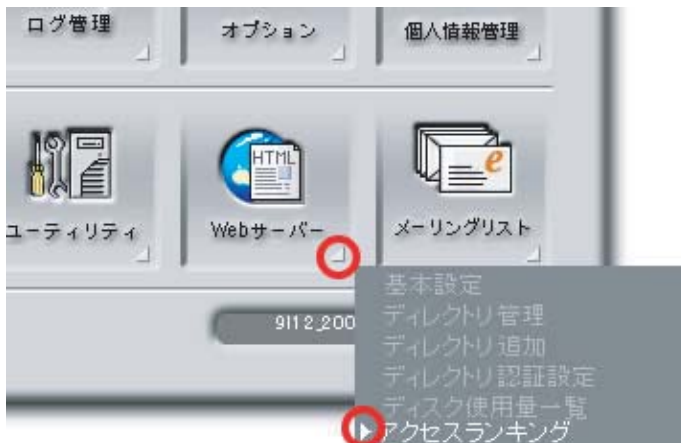 ログ管理
オプション
個人情報管理
HTML
e
ユーティリティ
Webサーバー
メーリングリスト
9112_200
基本設定
ディレクトリ管理
ディレクトリ追加
ディレクトリ認証設定
ディスク使用量一覧
アクセスランキング